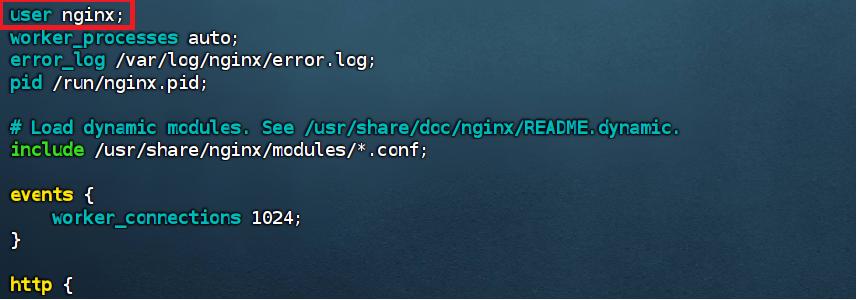 user nginx;
worker_processes auto;
error_log /var/log/nginx/error.log;
pid /run/nginx.pid;
# Load dynamic modules. See /usr/share/doc/nginx/README.dynamic.
include /usr/share/nginx/modules/*.conf;
events {
    worker_connections 1024;
}
http {